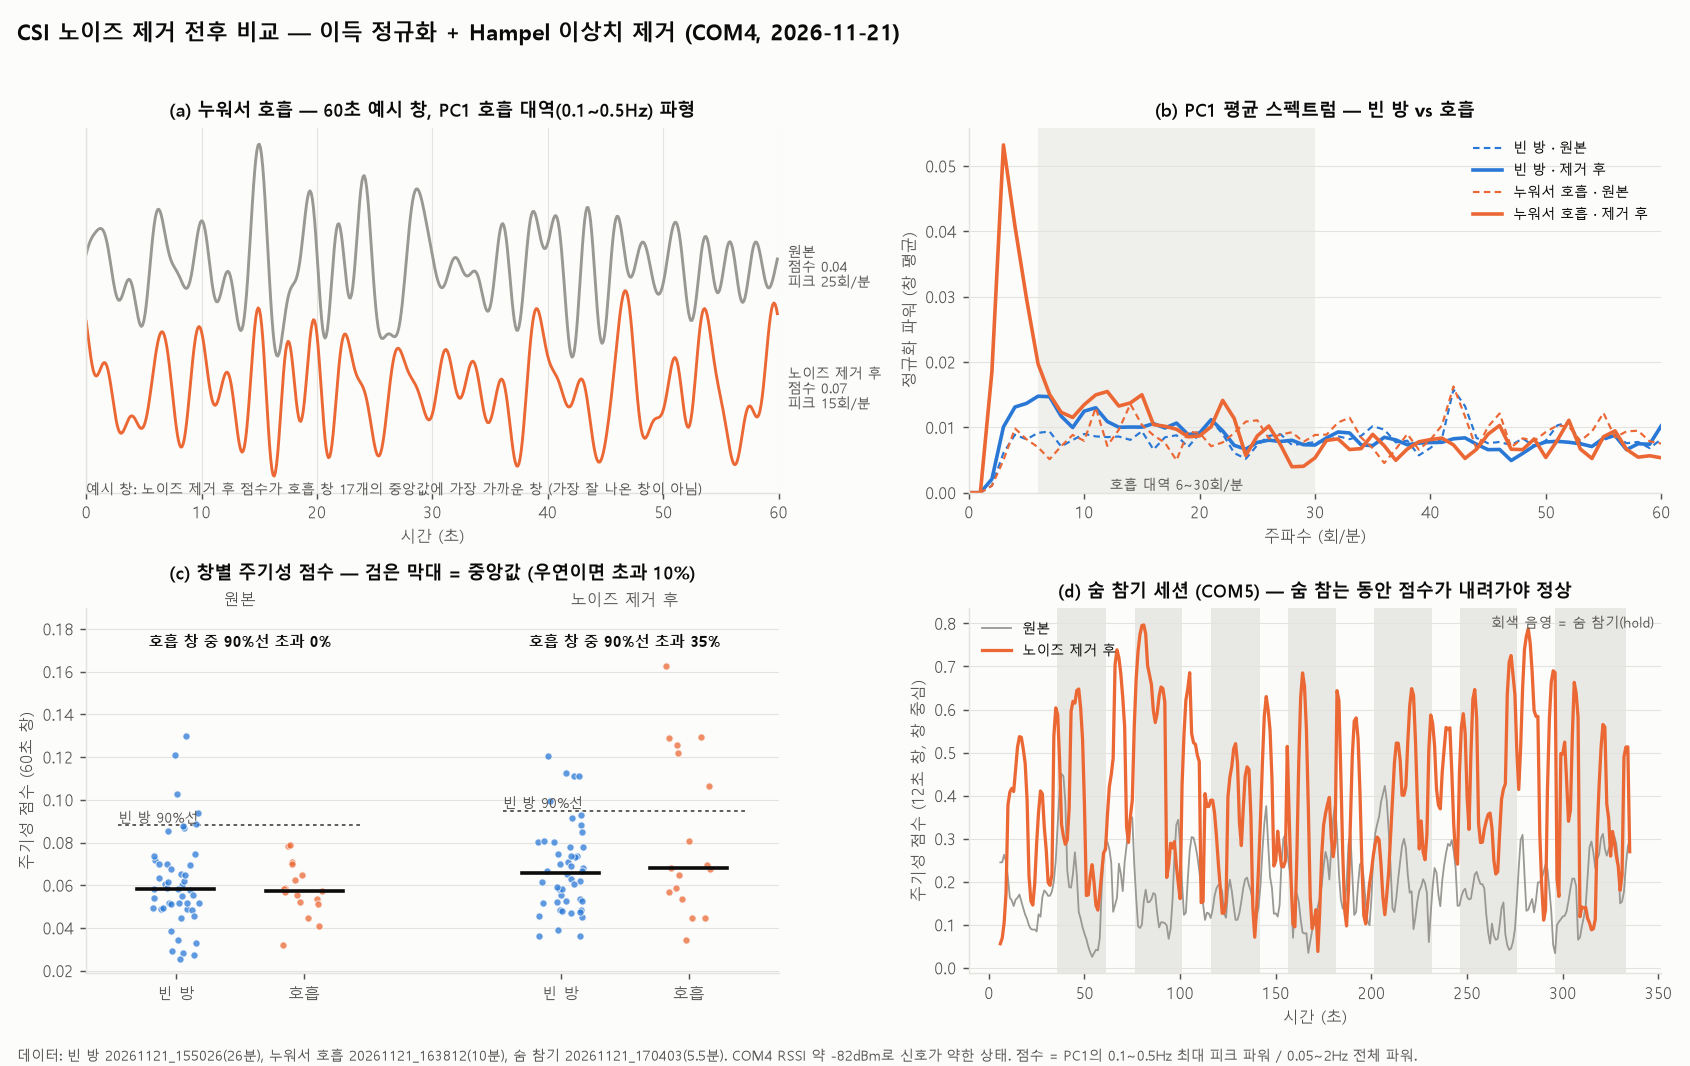 CSI 노이즈 제거 전후 비교 — 이득 정규화 + Hampel 이상치 제거 (COM4, 2026-11-21)
(a) 누워서 호흡 — 60초 예시 창, PC1 호흡 대역(0.1~0.5Hz) 파형
원본
점수 0.04
피크 25회/분
노이즈 제거 후
점수 0.07
피크 15회/분
예시 창: 노이즈 제거 후 점수가 호흡 창 17개의 중앙값에 가장 가까운 창 (가장 잘 나온 창이 아님)
0 10 20 30 40 50 60
시간 (초)
(b) PC1 평균 스펙트럼 — 빈 방 vs 호흡
빈 방 · 원본
빈 방 · 제거 후
누워서 호흡 · 원본
누워서 호흡 · 제거 후
정규화 파워 (창 평균)
0.05
0.04
0.03
0.02
0.01
0.00
호흡 대역 6~30회/분
0 10 20 30 40 50 60
주파수 (회/분)
(c) 창별 주기성 점수 — 검은 막대 = 중앙값 (우연이면 초과 10%)
원본 노이즈 제거 후
호흡 창 중 90%선 초과 0% 호흡 창 중 90%선 초과 35%
주기성 점수 (60초 창)
0.18
0.16
0.14
0.12
0.10
0.08
0.06
0.04
0.02
빈 방 90%선 빈 방 90%선
빈 방 호흡 빈 방 호흡
(d) 숨 참기 세션 (COM5) — 숨 참는 동안 점수가 내려가야 정상
원본
노이즈 제거 후
회색 음영 = 숨 참기(hold)
주기성 점수 (12초 창, 창 중심)
0.8
0.7
0.6
0.5
0.4
0.3
0.2
0.1
0.0
0 50 100 150 200 250 300 350
시간 (초)
데이터: 빈 방 20261121_155026(26분), 누워서 호흡 20261121_163812(10분), 숨 참기 20261121_170403(5.5분). COM4 RSSI 약 -82dBm로 신호가 약한 상태. 점수 = PC1의 0.1~0.5Hz 최대 피크 파워 / 0.05~2Hz 전체 파워.